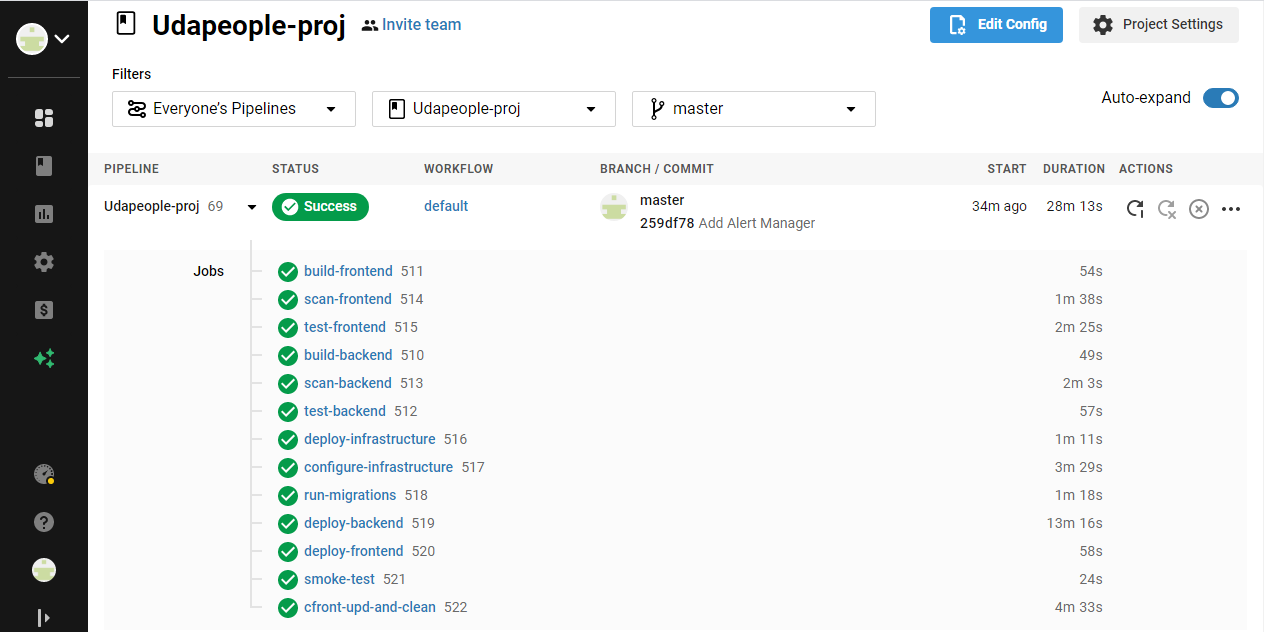 Udapeople-proj Invite team Edit Config Project Settings
Filters
Everyone’s Pipelines Udapeople-proj master Auto-expand
PIPELINE STATUS WORKFLOW BRANCH / COMMIT START DURATION ACTIONS
Udapeople-proj 69 Success default master 34m ago 28m 13s
259df78 Add Alert Manager
Jobs build-frontend 511 54s
scan-frontend 514 1m 38s
test-frontend 515 2m 25s
build-backend 510 49s
scan-backend 513 2m 3s
test-backend 512 57s
deploy-infrastructure 516 1m 11s
configure-infrastructure 517 3m 29s
run-migrations 518 1m 18s
deploy-backend 519 13m 16s
deploy-frontend 520 58s
smoke-test 521 24s
cfront-upd-and-clean 522 4m 33s